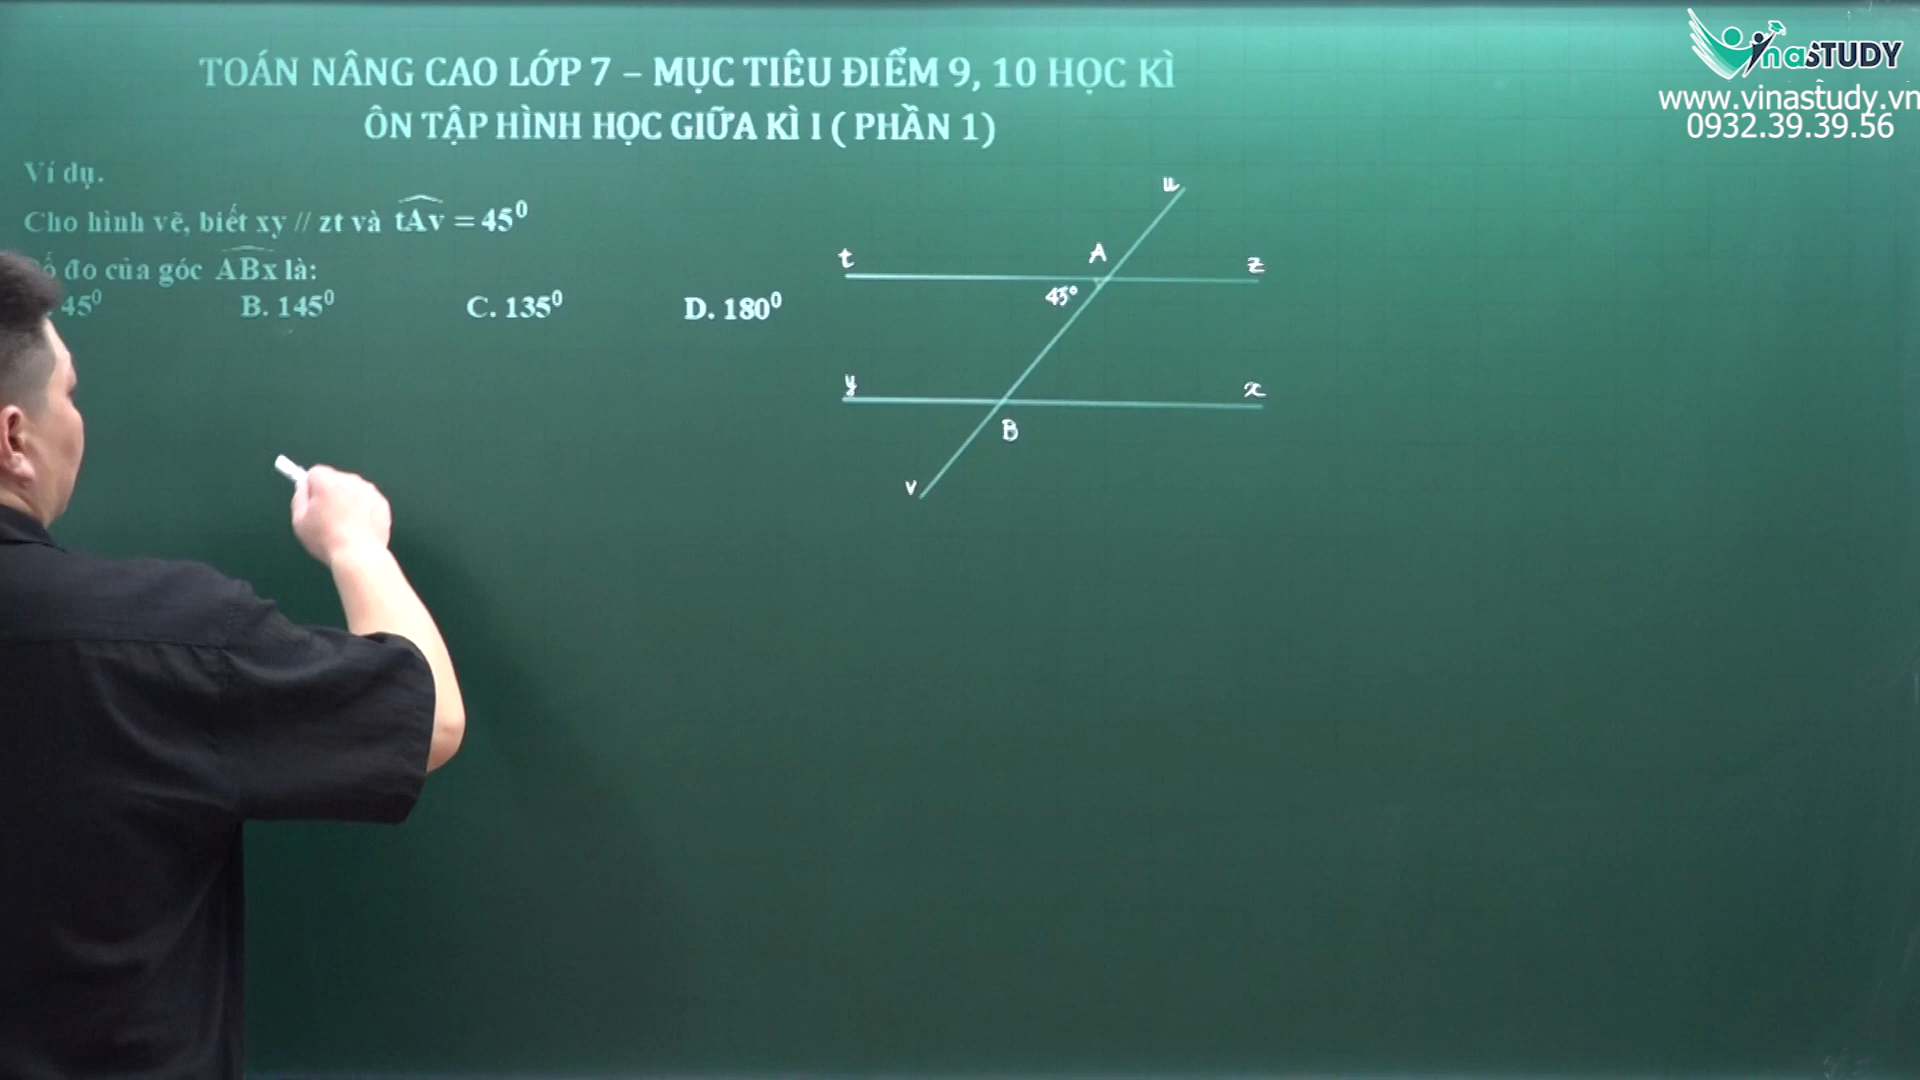 VinaSTUDY
www.vinastudy.vn
0932.39.39.56
TOÁN NÂNG CAO LỚP 7 – MỤC TIÊU ĐIỂM 9, 10 HỌC KÌ
ÔN TẬP HÌNH HỌC GIỮA KÌ I ( PHẦN 1)
Ví dụ.
Cho hình vẽ, biết xy // zt và tAv = 45⁰
đo của góc ABx là:
45⁰ B. 145⁰ C. 135⁰ D. 180⁰
u
t A z
45°
y x
B
v